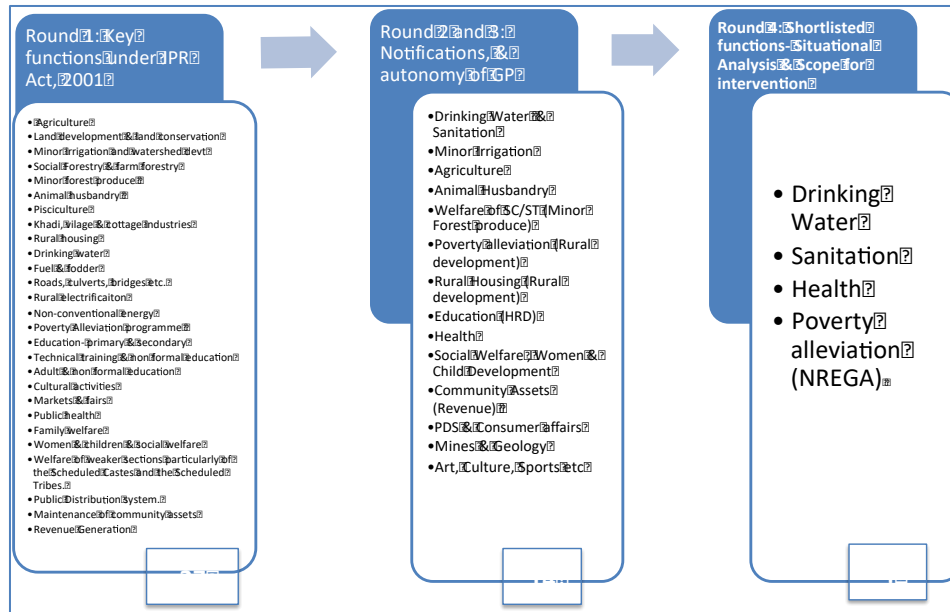 Round 1: Key
functions under JPR
Act, 2001
• Agriculture
• Land development & land conservation
• Minor Irrigation and watershed devt
• Social Forestry & farm forestry
• Minor forest produce
• Animal husbandry
• Pisciculture
• Khadi, vilage & cottage Industries
• Rural housing
• Drinking water
• Fuel & fodder
• Roads, culverts, bridges etc.
• Rural electrificaiton
• Non-conventional energy
• Poverty Alleviation programme
• Education- primary & secondary
• Technical training & non formal education
• Adult & non formal education
• Cultural activities
• Markets & fairs
• Public health
• Family welfare
• Women & children & social welfare
• Welfare of weaker sections particularly of
the Scheduled Castes and the Scheduled
Tribes.
• Public Distribution system.
• Maintenance of community assets
• Revenue Generation
Round 2 and 3:
Notifications, &
autonomy of GP
• Drinking Water &
Sanitation
• Minor Irrigation
• Agriculture
• Animal Husbandry
• Welfare of SC/ST (Minor
Forest produce)
• Poverty alleviation (Rural
development)
• Rural Housing (Rural
development)
• Education (HRD)
• Health
• Social Welfare, Women &
Child Development
• Community Assets
(Revenue)
• PDS & Consumer affairs
• Mines & Geology
• Art, Culture, Sports etc
Round 4: Shortlisted
functions- Situational
Analysis & Scope for
intervention
• Drinking
Water
• Sanitation
• Health
• Poverty
alleviation
(NREGA)